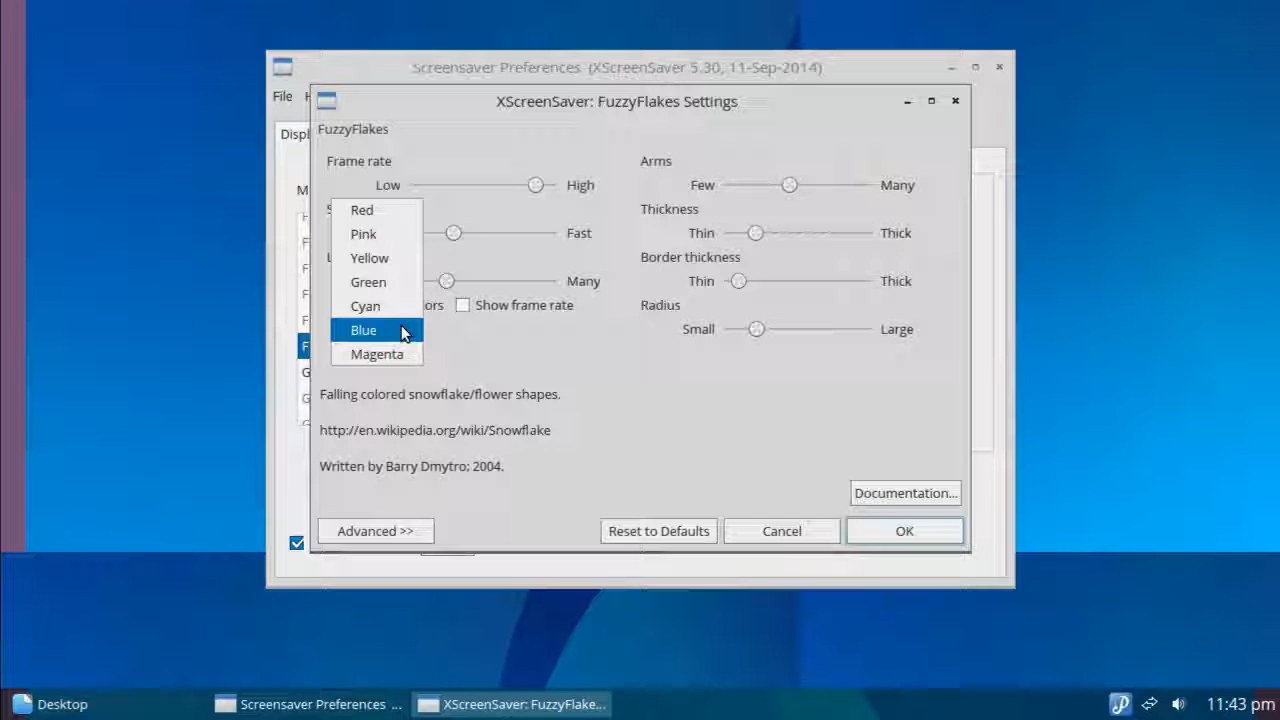 Screensaver Preferences (XScreenSaver 5.30, 11-Sep-2014)
File
XScreenSaver: FuzzyFlakes Settings
FuzzyFlakes
Displ
Frame rate
Low High
Red
Pink
Yellow
Green
Cyan
Blue
Magenta
Fast
Many
ors Show frame rate
Arms
Few Many
Thickness
Thin Thick
Border thickness
Thin Thick
Radius
Small Large
Falling colored snowflake/flower shapes.
http://en.wikipedia.org/wiki/Snowflake
Written by Barry Dmytro; 2004.
Documentation...
Advanced >> Reset to Defaults Cancel OK
Desktop Screensaver Preferences ... XScreenSaver: FuzzyFlake... 11:43 pm